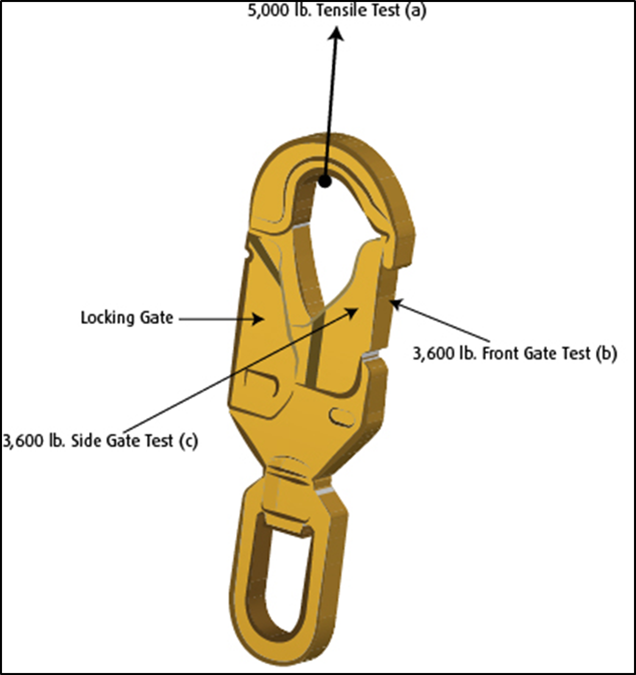 5,000 lb. Tensile Test (a)
Locking Gate
3,600 lb. Front Gate Test (b)
3,600 lb. Side Gate Test (c)